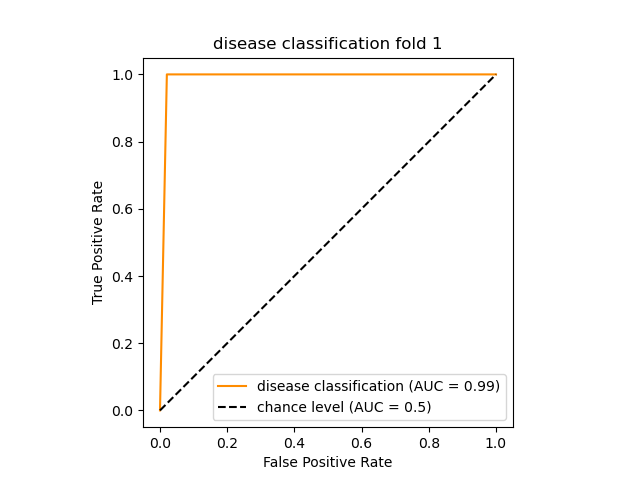 disease classification fold 1
1.0
0.8
0.6
0.4
0.2
0.0
True Positive Rate
disease classification (AUC = 0.99)
chance level (AUC = 0.5)
0.0 0.2 0.4 0.6 0.8 1.0
False Positive Rate